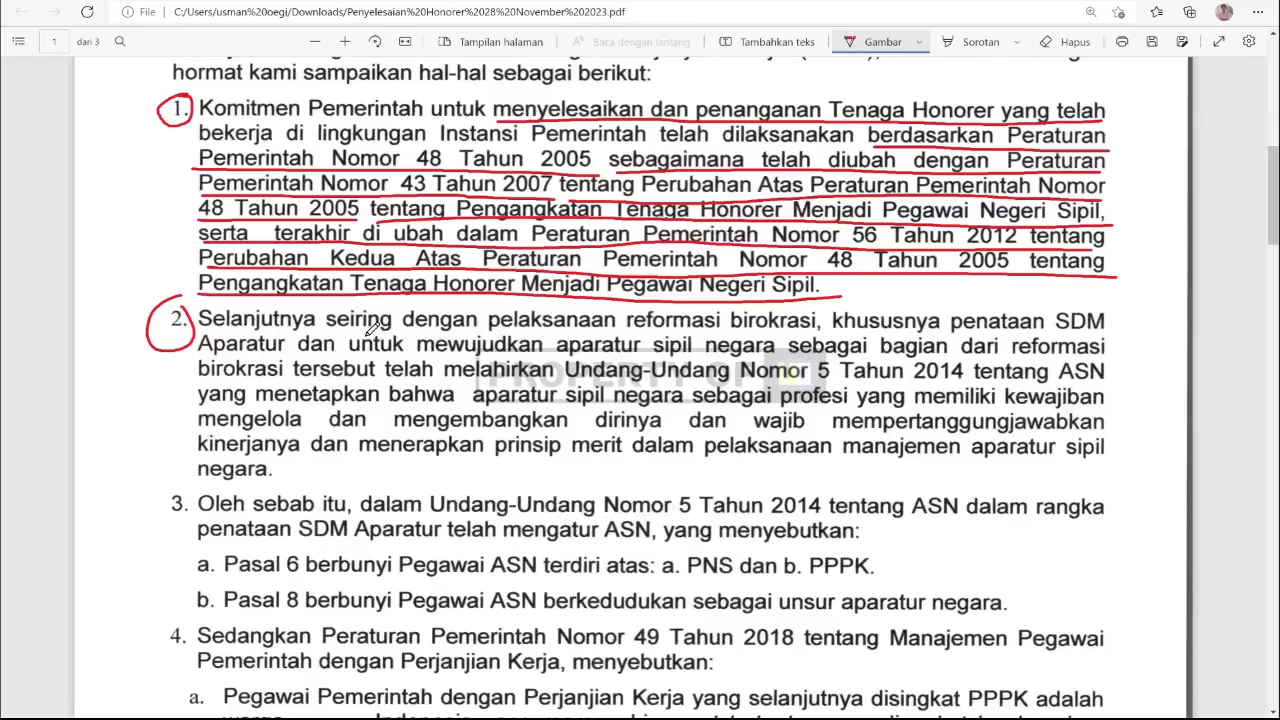 File
C:/Users/usman%20oegi/Downloads/Penyelesaian%20Honorer%2028%20November%202023.pdf
1 dari 3 Tampilan halaman Baca dengan lantang Tambahkan teks Gambar Sorotan Hapus
hormat kami sampaikan hal-hal sebagai berikut:
1. Komitmen Pemerintah untuk menyelesaikan dan penanganan Tenaga Honorer yang telah
bekerja di lingkungan Instansi Pemerintah telah dilaksanakan berdasarkan Peraturan
Pemerintah Nomor 48 Tahun 2005 sebagaimana telah diubah dengan Peraturan
Pemerintah Nomor 43 Tahun 2007 tentang Perubahan Atas Peraturan Pemerintah Nomor
48 Tahun 2005 tentang Pengangkatan Tenaga Honorer Menjadi Pegawai Negeri Sipil,
serta terakhir di ubah dalam Peraturan Pemerintah Nomor 56 Tahun 2012 tentang
Perubahan Kedua Atas Peraturan Pemerintah Nomor 48 Tahun 2005 tentang
Pengangkatan Tenaga Honorer Menjadi Pegawai Negeri Sipil.
2. Selanjutnya seiring dengan pelaksanaan reformasi birokrasi, khususnya penataan SDM
Aparatur dan untuk mewujudkan aparatur sipil negara sebagai bagian dari reformasi
birokrasi tersebut telah melahirkan Undang-Undang Nomor 5 Tahun 2014 tentang ASN
PROPERTY OF
yang menetapkan bahwa aparatur sipil negara sebagai profesi yang memiliki kewajiban
mengelola dan mengembangkan dirinya dan wajib mempertanggungjawabkan
kinerjanya dan menerapkan prinsip merit dalam pelaksanaan manajemen aparatur sipil
negara.
3. Oleh sebab itu, dalam Undang-Undang Nomor 5 Tahun 2014 tentang ASN dalam rangka
penataan SDM Aparatur telah mengatur ASN, yang menyebutkan:
a. Pasal 6 berbunyi Pegawai ASN terdiri atas: a. PNS dan b. PPPK.
b. Pasal 8 berbunyi Pegawai ASN berkedudukan sebagai unsur aparatur negara.
4. Sedangkan Peraturan Pemerintah Nomor 49 Tahun 2018 tentang Manajemen Pegawai
Pemerintah dengan Perjanjian Kerja, menyebutkan:
a. Pegawai Pemerintah dengan Perjanjian Kerja yang selanjutnya disingkat PPPK adalah